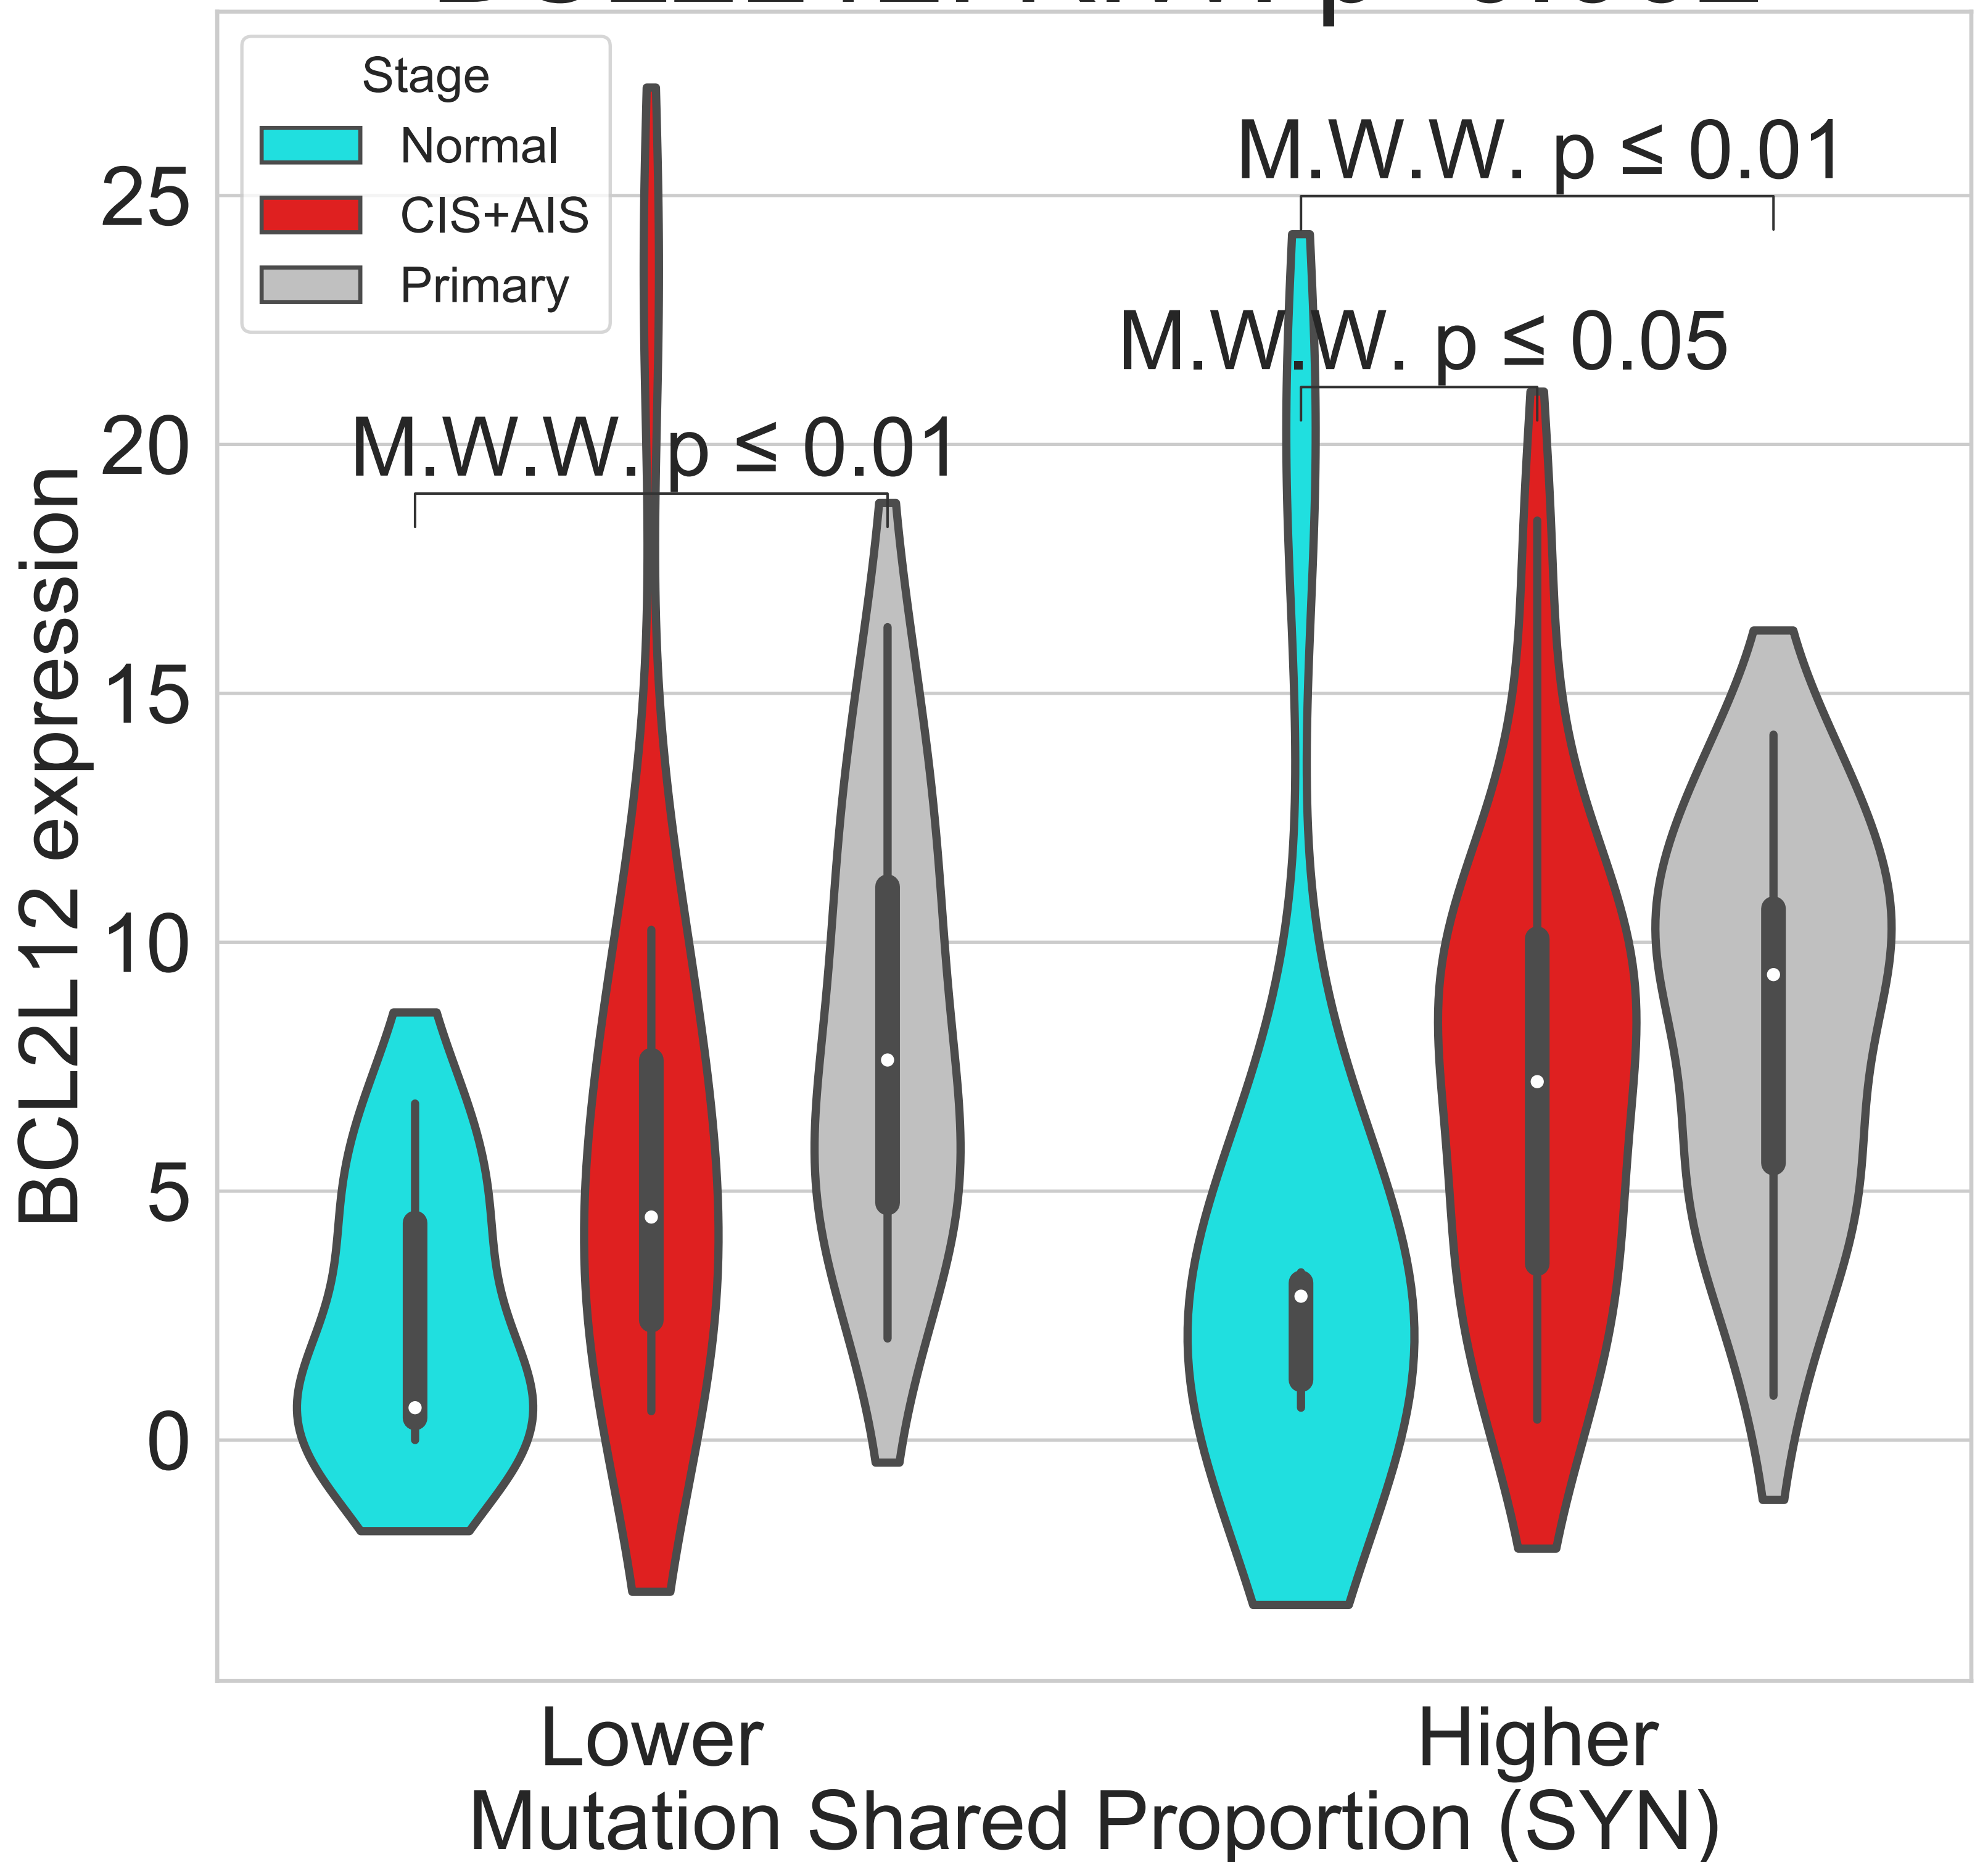 Stage
Normal
CIS+AIS
Primary
M.W.W. p ≤ 0.01
M.W.W. p ≤ 0.05
M.W.W. p ≤ 0.01
25
20
15
10
5
0
BCL2L12 expression
Lower
Higher
Mutation Shared Proportion (SYN)